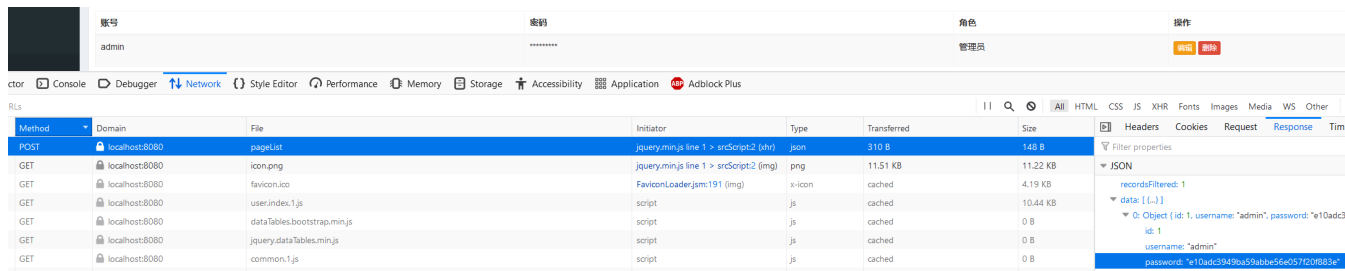 账号 密码 角色 操作
admin ********* 管理员 编辑 删除
ctor Console Debugger Network Style Editor Performance Memory Storage Accessibility Application ABP Adblock Plus
RLs All HTML CSS JS XHR Fonts Images Media WS Other
Method Domain File Initiator Type Transferred Size Headers Cookies Request Response Tim
POST localhost:8080 pageList jquery.min.js line 1 > srcScript:2 (xhr) json 310 B 148 B Filter properties
GET localhost:8080 icon.png jquery.min.js line 1 > srcScript:2 (img) png 11.51 KB 11.22 KB JSON
GET localhost:8080 favicon.ico FaviconLoader.jsm:191 (img) x-icon cached 4.19 KB recordsFiltered: 1
GET localhost:8080 user.index.1.js script js cached 10.44 KB data: [ {…} ]
GET localhost:8080 dataTables.bootstrap.min.js script js cached 0 B 0: Object { id: 1, username: "admin", password: "e10adc3
GET localhost:8080 jquery.dataTables.min.js script js cached 0 B id: 1
GET localhost:8080 common.1.js script js cached 0 B username: "admin"
password: "e10adc3949ba59abbe56e057f20f883e"